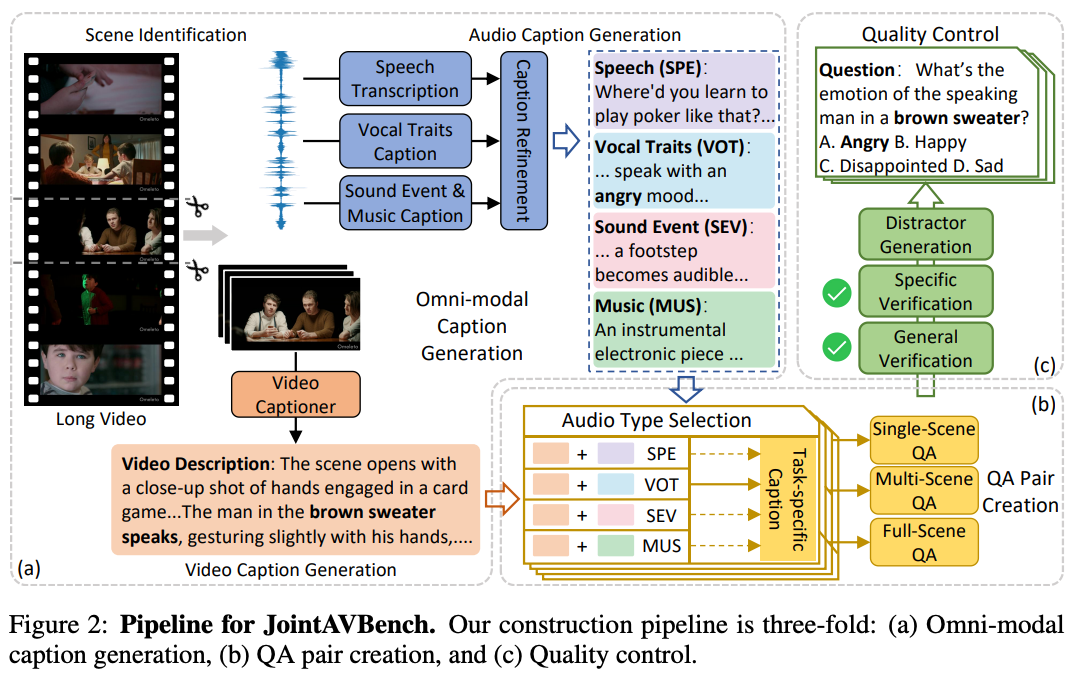 Scene Identification
Long Video
Omeleto
Omeleto
Omeleto
Omeleto
Omeleto
Audio Caption Generation
Speech
Transcription
Vocal Traits
Caption
Sound Event &
Music Caption
Caption Refinement
Speech (SPE):
Where'd you learn to
play poker like that?...
Vocal Traits (VOT):
... speak with an
angry mood...
Sound Event (SEV):
... a footstep
becomes audible...
Music (MUS):
An instrumental
electronic piece ...
Omni-modal
Caption
Generation
Omeleto
Video
Captioner
Video Description: The scene opens with
a close-up shot of hands engaged in a card
game...The man in the brown sweater
speaks, gesturing slightly with his hands,....
(a)
Video Caption Generation
Quality Control
Question: What's the
emotion of the speaking
man in a brown sweater?
A. Angry B. Happy
C. Disappointed D. Sad
Distractor
Generation
Specific
Verification
General
Verification
(c)
(b)
Audio Type Selection
+ SPE
+ VOT
+ SEV
+ MUS
Task-specific
Caption
Single-Scene
QA
Multi-Scene
QA
Full-Scene
QA
QA Pair
Creation
Figure 2: Pipeline for JointAVBench. Our construction pipeline is three-fold: (a) Omni-modal
caption generation, (b) QA pair creation, and (c) Quality control.